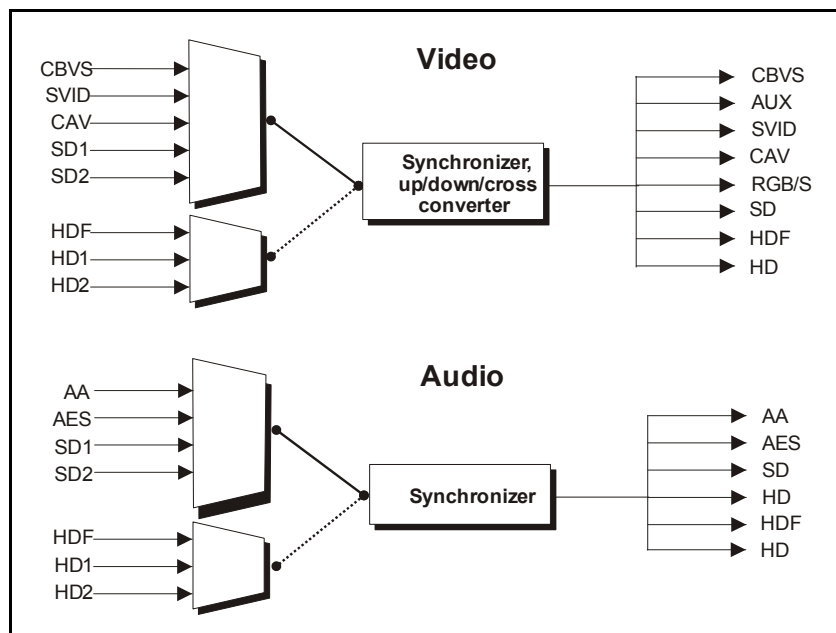 Video
CBVS
SVID
CAV
SD1
SD2
HDF
HD1
HD2
Synchronizer,
up/down/cross
converter
CBVS
AUX
SVID
CAV
RGB/S
SD
HDF
HD
Audio
AA
AES
SD1
SD2
HDF
HD1
HD2
Synchronizer
AA
AES
SD
HD
HDF
HD